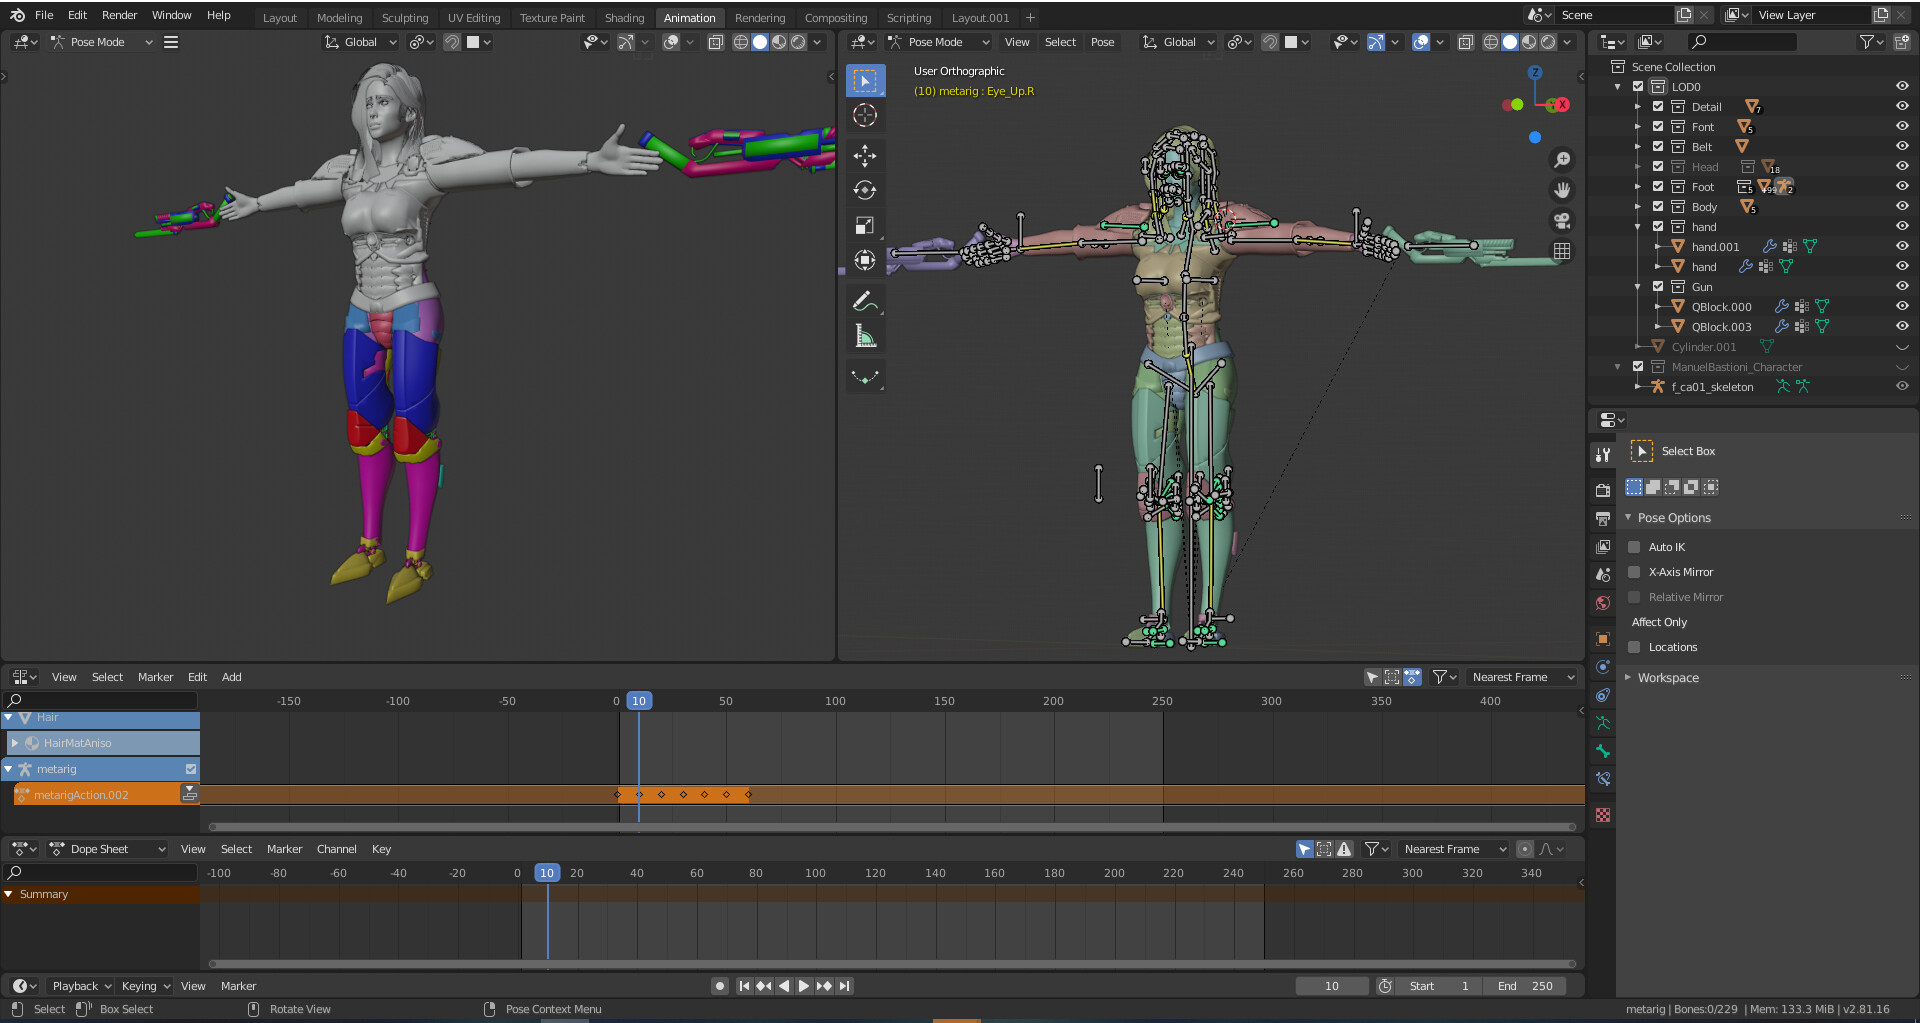 File Edit Render Window Help Layout Modeling Sculpting UV Editing Texture Paint Shading Animation Rendering Compositing Scripting Layout.001 + Scene View Layer
Pose Mode Global Pose Mode View Select Pose Global
User Orthographic
(10) metarig : Eye_Up.R
Z
X
Scene Collection
LOD0
Detail 7
Font 5
Belt
Head 18
Foot 5 99 2
Body 5
hand
hand.001
hand
Gun
QBlock.000
QBlock.003
Cylinder.001
ManuelBastioni_Character
f_ca01_skeleton
Select Box
Pose Options
Auto IK
X-Axis Mirror
Relative Mirror
Affect Only
Locations
Workspace
View Select Marker Edit Add Nearest Frame
-150 -100 -50 0 10 50 100 150 200 250 300 350 400
Hair
HairMatAniso
metarig
metarigAction.002
Dope Sheet View Select Marker Channel Key Nearest Frame
-100 -80 -60 -40 -20 0 10 20 40 60 80 100 120 140 160 180 200 220 240 260 280 300 320 340
Summary
Playback Keying View Marker 10 Start 1 End 250
Select Box Select Rotate View Pose Context Menu metarig | Bones:0/229 | Mem: 133.3 MiB | v2.81.16